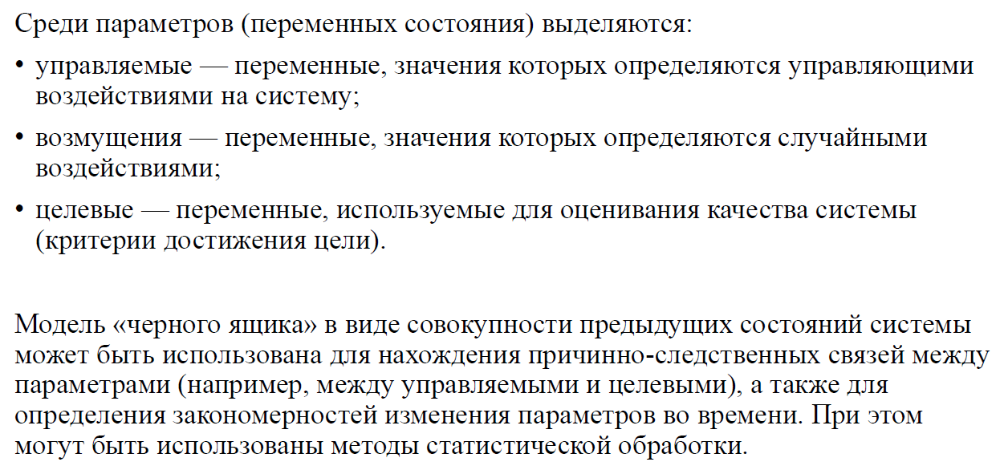 Среди параметров (переменных состояния) выделяются:
• управляемые — переменные, значения которых определяются управляющими
воздействиями на систему;
• возмущения — переменные, значения которых определяются случайными
воздействиями;
• целевые — переменные, используемые для оценивания качества системы
(критерии достижения цели).
Модель «черного ящика» в виде совокупности предыдущих состояний системы
может быть использована для нахождения причинно-следственных связей между
параметрами (например, между управляемыми и целевыми), а также для
определения закономерностей изменения параметров во времени. При этом
могут быть использованы методы статистической обработки.